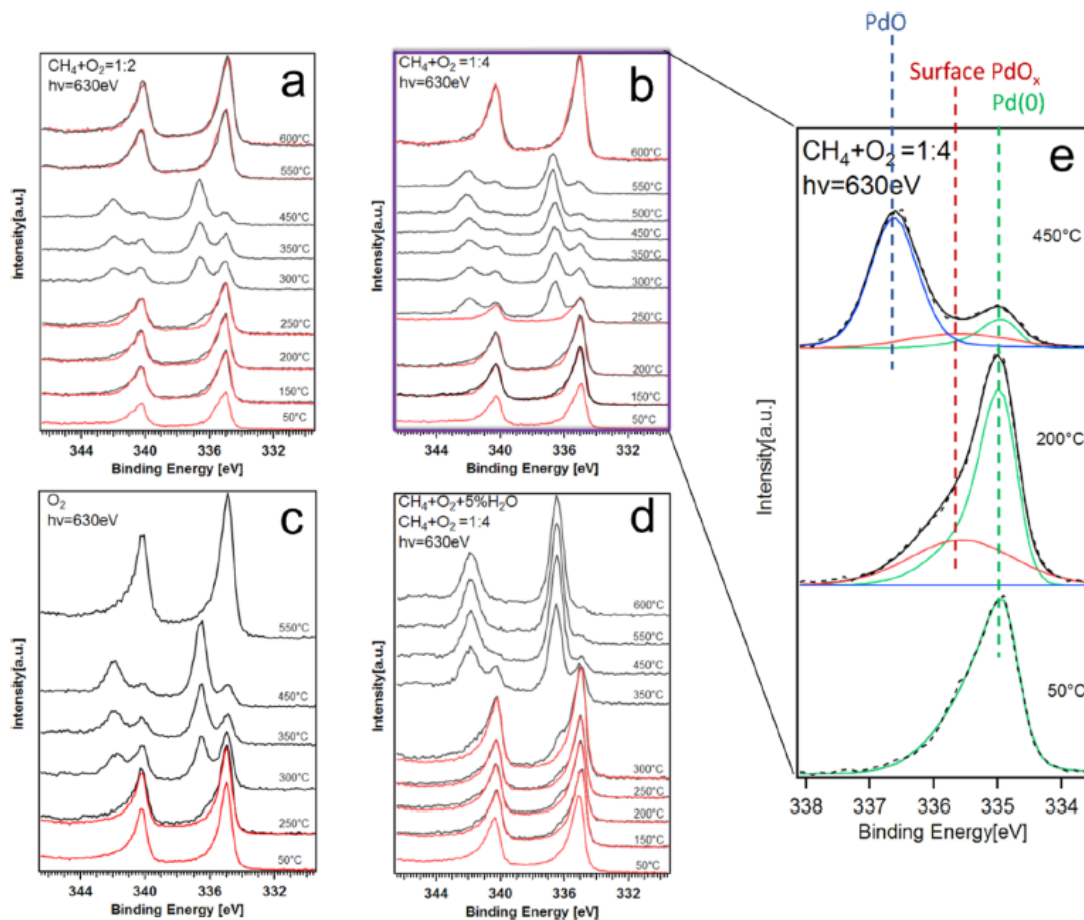 CH₄+O₂=1:2
hv=630eV
a
600°C
550°C
450°C
350°C
300°C
250°C
200°C
150°C
50°C
Intensity[a.u.]
344 340 336 332
Binding Energy [eV]
CH₄+O₂=1:4
hv=630eV
b
600°C
550°C
500°C
450°C
350°C
300°C
250°C
200°C
150°C
50°C
Intensity[a.u.]
344 340 336 332
Binding Energy [eV]
O₂
hv=630eV
c
550°C
450°C
350°C
300°C
250°C
50°C
Intensity[a.u.]
344 340 336 332
Binding Energy [eV]
CH₄+O₂+5%H₂O
CH₄+O₂=1:4
hv=630eV
d
600°C
550°C
450°C
350°C
300°C
250°C
200°C
150°C
50°C
Intensity[a.u.]
344 340 336 332
Binding Energy [eV]
PdO
Surface PdOₓ
Pd(0)
CH₄+O₂ =1:4
hv=630eV
e
450°C
200°C
50°C
Intensity[a.u.]
338 337 336 335 334
Binding Energy[eV]